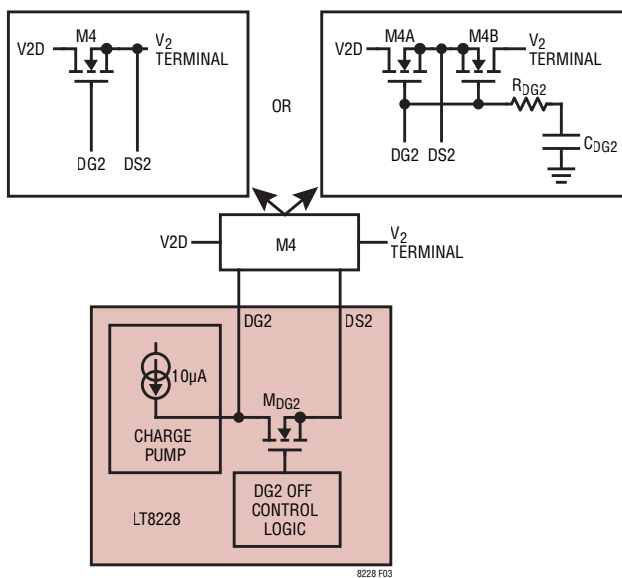 M4
V2D
V2
TERMINAL
DG2
DS2
OR
M4A
M4B
V2D
V2
TERMINAL
RDG2
CDG2
DG2
DS2
V2D
M4
V2
TERMINAL
DG2
DS2
10µA
MDG2
CHARGE
PUMP
DG2 OFF
CONTROL
LOGIC
LT8228
8228 F03